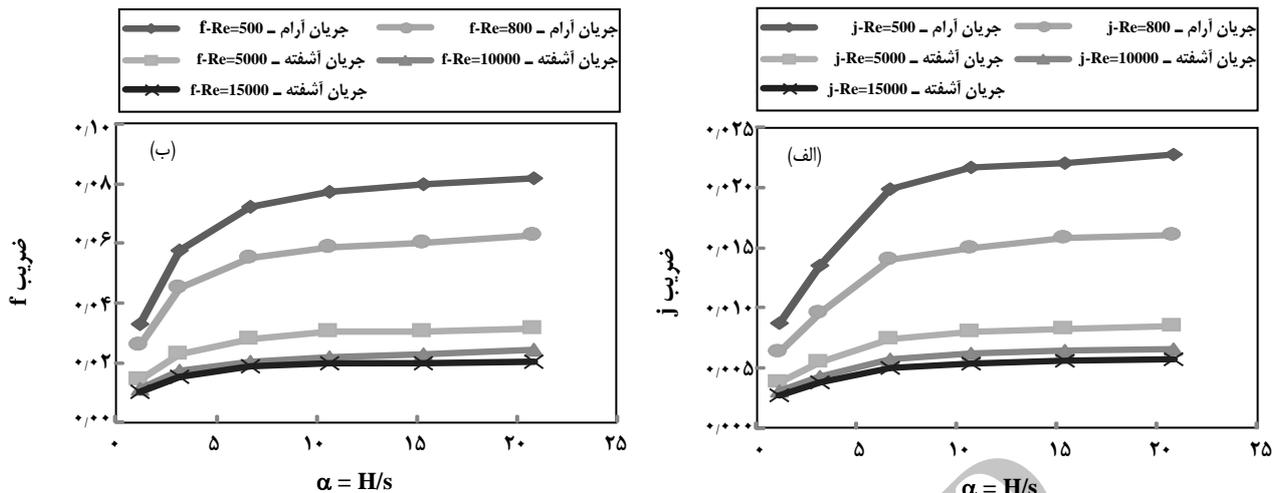 جریان آرام ـ j-Re=500
جریان آرام ـ j-Re=800
جریان آشفته ـ j-Re=5000
جریان آشفته ـ j-Re=10000
جریان آشفته ـ j-Re=15000
(الف)
ضریب j
۰٫۰۲۵
۰٫۰۲۰
۰٫۰۱۵
۰٫۰۱۰
۰٫۰۰۵
۰٫۰۰۰
۰ ۵ ۱۰ ۱۵ ۲۰ ۲۵
α = H/s
جریان آرام ـ f-Re=500
جریان آرام ـ f-Re=800
جریان آشفته ـ f-Re=5000
جریان آشفته ـ f-Re=10000
جریان آشفته ـ f-Re=15000
(ب)
ضریب f
۰٫۱۰
۰٫۰۸
۰٫۰۶
۰٫۰۴
۰٫۰۲
۰٫۰۰
۰ ۵ ۱۰ ۱۵ ۲۰ ۲۵
α = H/s